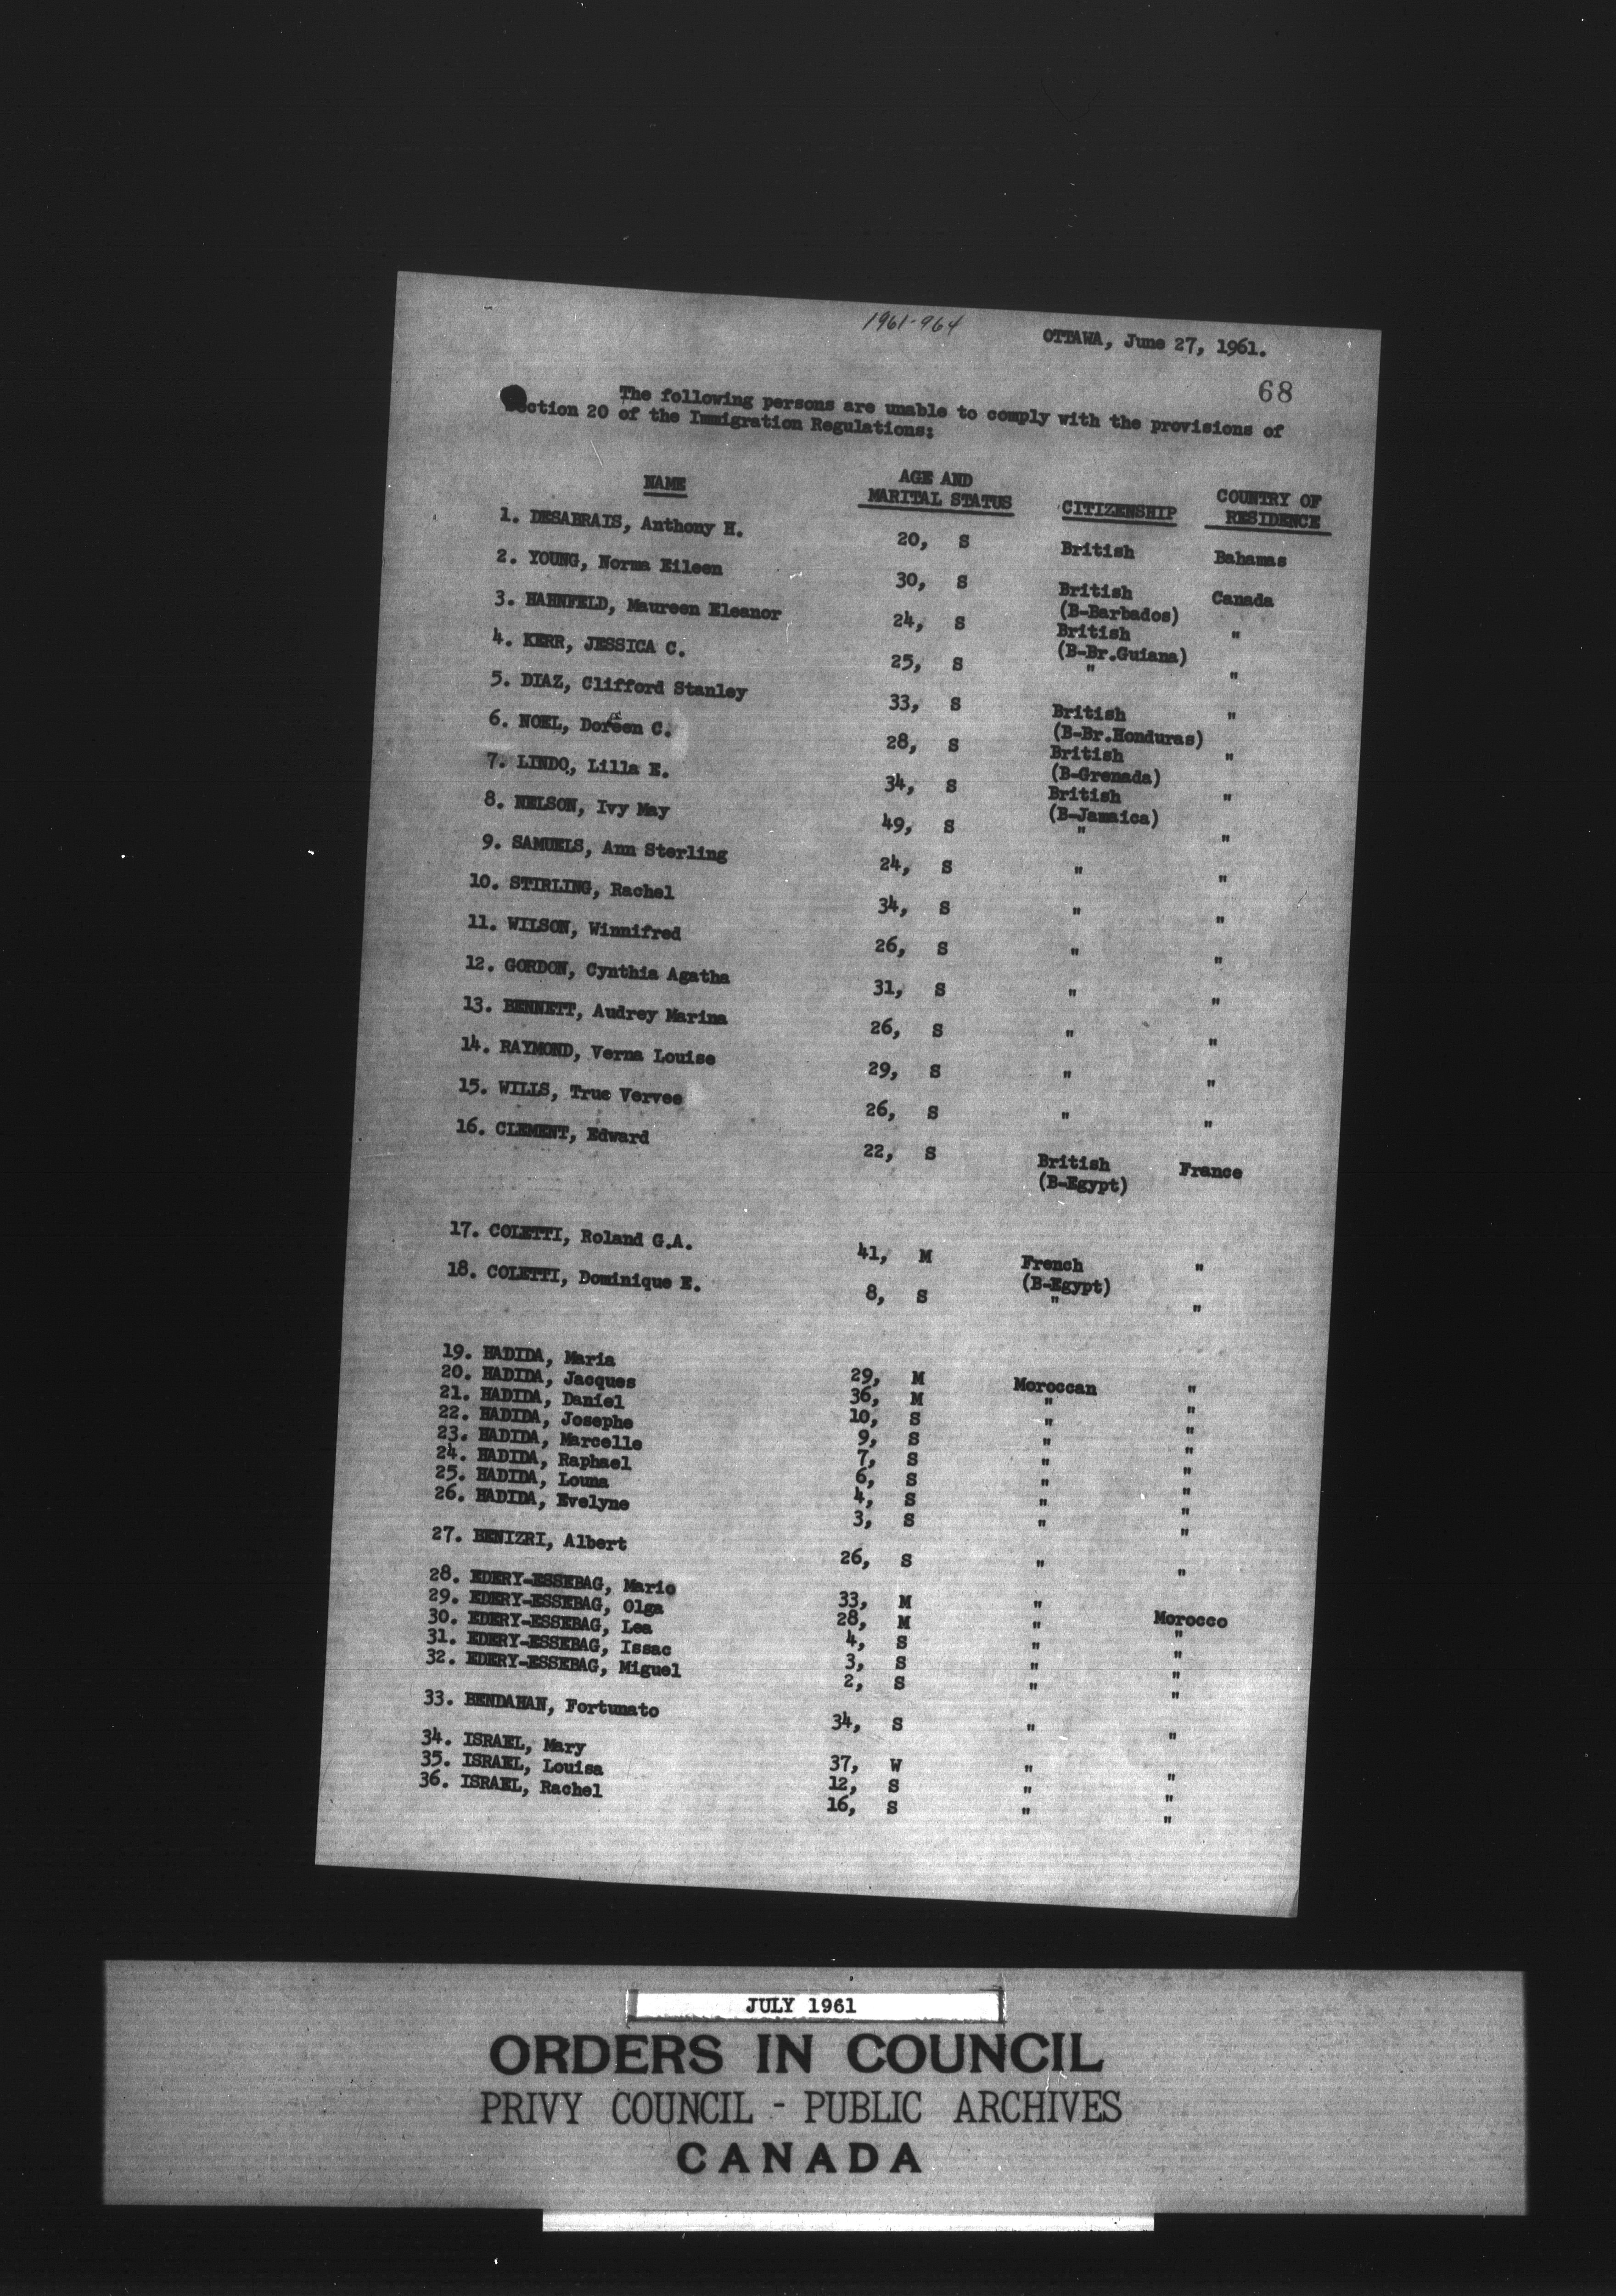 1961-964
OTTAWA, June 27, 1961.
68
The following persons are unable to comply with the provisions of
Section 20 of the Immigration Regulations:
NAME AGE AND MARITAL STATUS CITIZENSHIP COUNTRY OF RESIDENCE
1. DESABRAIS, Anthony H. 20, S British Bahamas
2. YOUNG, Norma Eileen 30, S British Canada
(B-Barbados)
3. HAHNFELD, Maureen Eleanor 24, S British "
(B-Br.Guiana)
4. KERR, JESSICA C. 25, S " "
5. DIAZ, Clifford Stanley 33, S British "
(B-Br.Honduras)
6. NOEL, Doreen C. 28, S British "
(B-Grenada)
7. LINDO, Lilla E. 34, S British "
(B-Jamaica)
8. NELSON, Ivy May 49, S " "
9. SAMUELS, Ann Sterling 24, S " "
10. STIRLING, Rachel 34, S " "
11. WILSON, Winnifred 26, S " "
12. GORDON, Cynthia Agatha 31, S " "
13. BENNETT, Audrey Marina 26, S " "
14. RAYMOND, Verna Louise 29, S " "
15. WILLS, True Vervee 26, S " "
16. CLEMENT, Edward 22, S British France
(B-Egypt)
17. COLETTI, Roland G.A. 41, M French "
(B-Egypt)
18. COLETTI, Dominique E. 8, S " "
19. HADIDA, Maria 29, M Moroccan "
20. HADIDA, Jacques 36, M " "
21. HADIDA, Daniel 10, S " "
22. HADIDA, Josephe 9, S " "
23. HADIDA, Marcelle 7, S " "
24. HADIDA, Raphael 6, S " "
25. HADIDA, Louna 4, S " "
26. HADIDA, Evelyne 3, S " "
27. BENIZRI, Albert 26, S " "
28. EDERY-ESSEBAG, Mario 33, M " Morocco
29. EDERY-ESSEBAG, Olga 28, M " "
30. EDERY-ESSEBAG, Lea 4, S " "
31. EDERY-ESSEBAG, Issac 3, S " "
32. EDERY-ESSEBAG, Miguel 2, S " "
33. BENDAHAN, Fortunato 34, S " "
34. ISRAEL, Mary 37, W " "
35. ISRAEL, Louisa 12, S " "
36. ISRAEL, Rachel 16, S " "
JULY 1961
ORDERS IN COUNCIL
PRIVY COUNCIL - PUBLIC ARCHIVES
CANADA